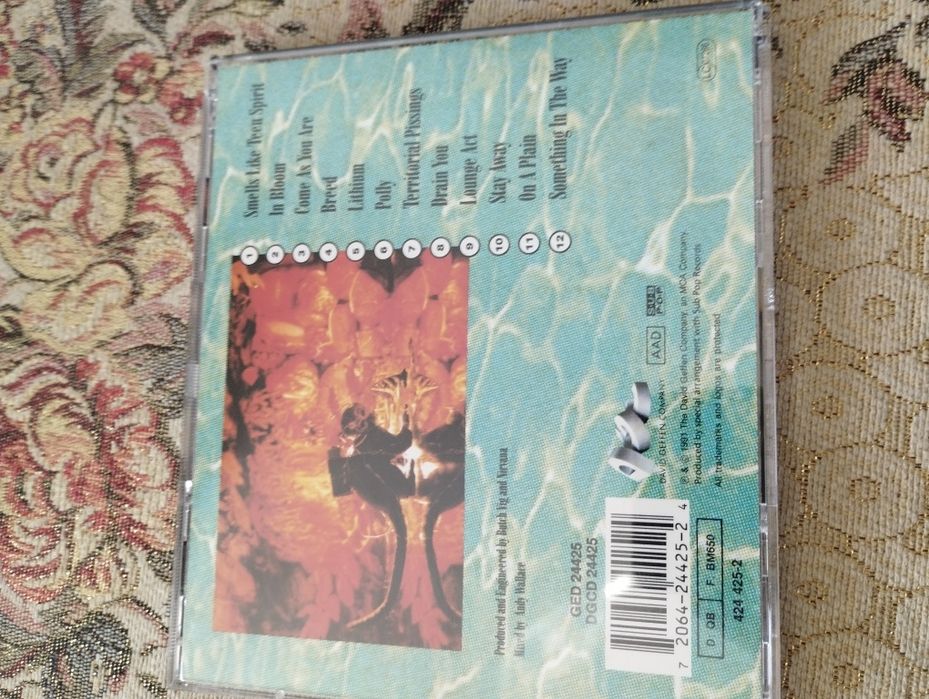 1 Smells Like Teen Spirit
2 In Bloom
3 Come As You Are
4 Breed
5 Lithium
6 Polly
7 Territorial Pissings
8 Drain You
9 Lounge Act
10 Stay Away
11 On A Plain
12 Something In The Way
Produced and Engineered by Butch Vig and Nirvana
Mixed by Andy Wallace
GED 24425
DGCD 24425
7 2064-24425-2 4
D QB F: BM650
424 425-2
DGC
DAVID GEFFEN COMPANY
AAD
SUB POP
℗ & © 1991 The David Geffen Company, an MCA Company.
Produced by special arrangement with Sub Pop Records
All trademarks and logos are protected